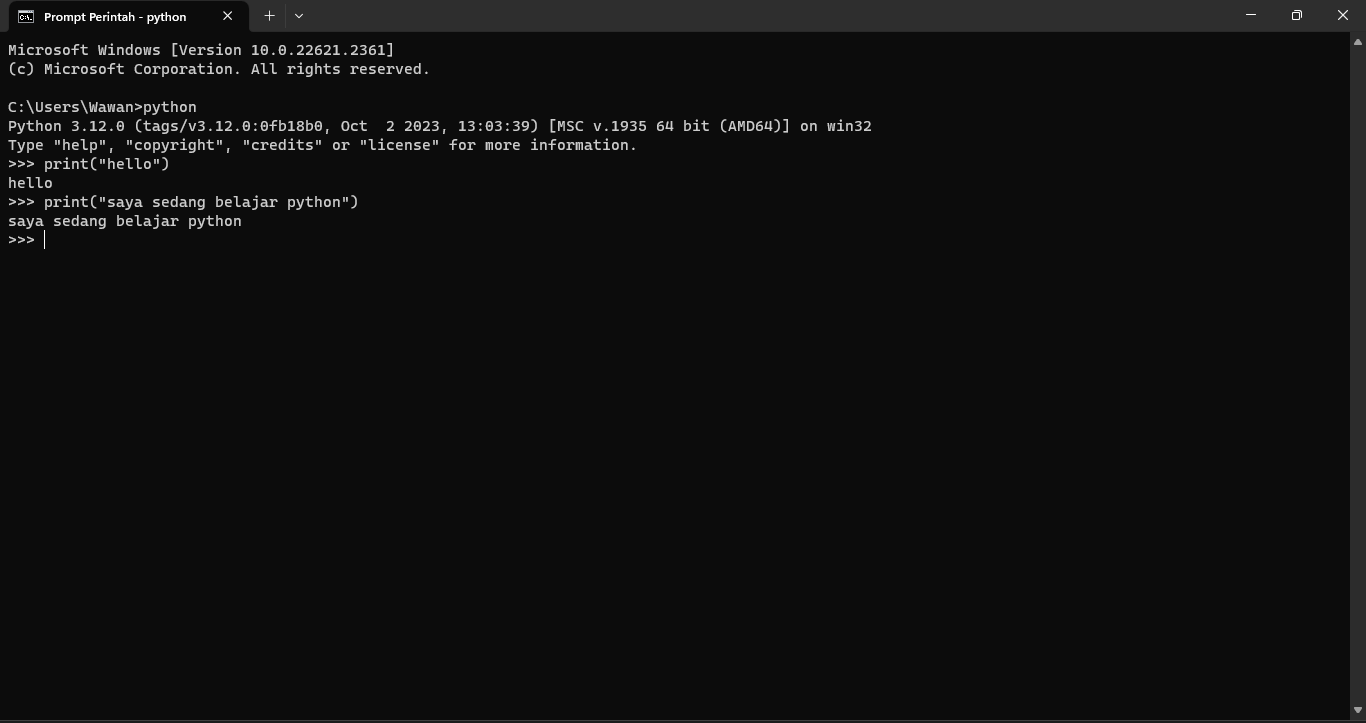 Prompt Perintah - python
Microsoft Windows [Version 10.0.22621.2361]
(c) Microsoft Corporation. All rights reserved.
C:\Users\Wawan>python
Python 3.12.0 (tags/v3.12.0:0fb18b0, Oct  2 2023, 13:03:39) [MSC v.1935 64 bit (AMD64)] on win32
Type "help", "copyright", "credits" or "license" for more information.
>>> print("hello")
hello
>>> print("saya sedang belajar python")
saya sedang belajar python
>>>